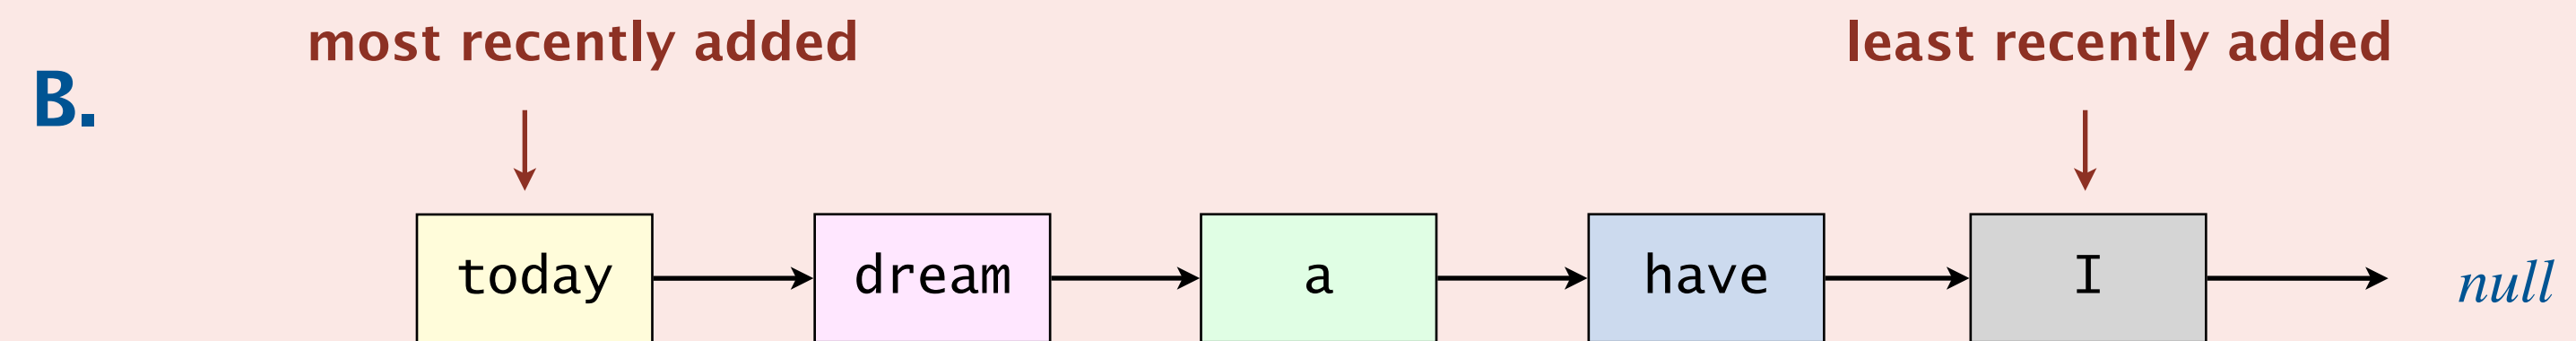 most recently added
least recently added
B.
today dream a have I null